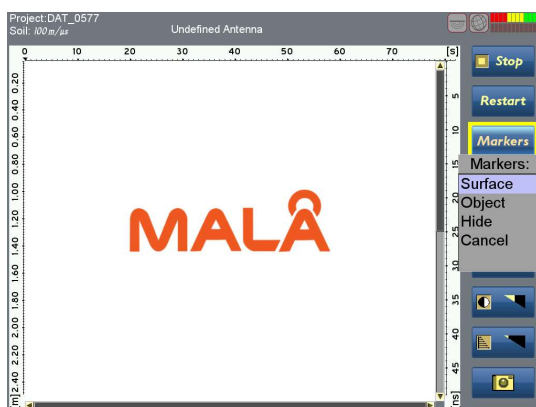 Project:DAT_0577
Soil: 100 m/µs
Undefined Antenna
0 10 20 30 40 50 60 70 [s]
Stop
Restart
Markers
Markers:
Surface
Object
Hide
Cancel
MALÅ
0.20
0.40
0.60
0.80
1.00
1.20
1.40
1.60
1.80
2.00
2.20
2.40
[m]
5
10
15
20
25
30
35
40
45
[ns]